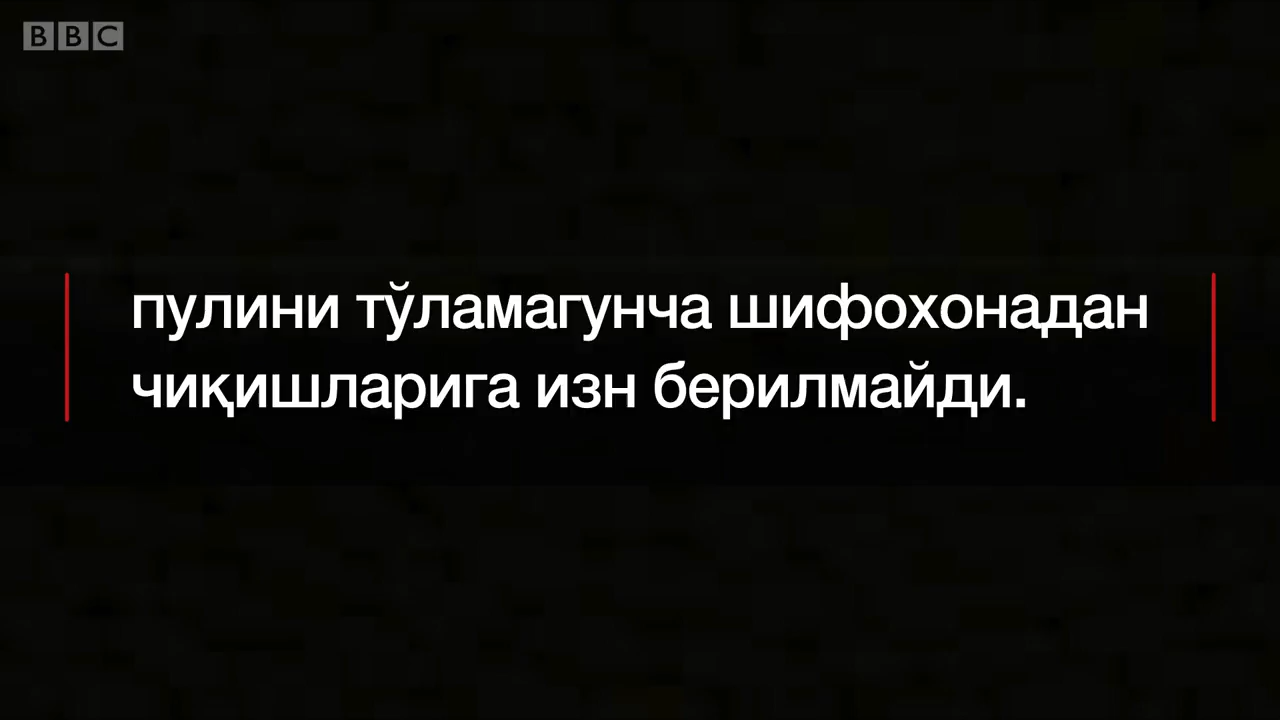 BBC
пулини тўламагунча шифохонадан
чиқишларига изн берилмайди.